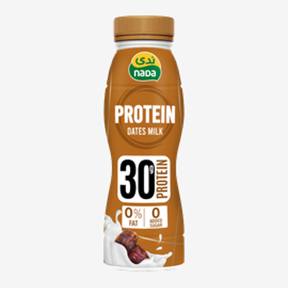 ندى
nada
PROTEIN
DATES MILK
30g PROTEIN
0% FAT
0 ADDED SUGAR